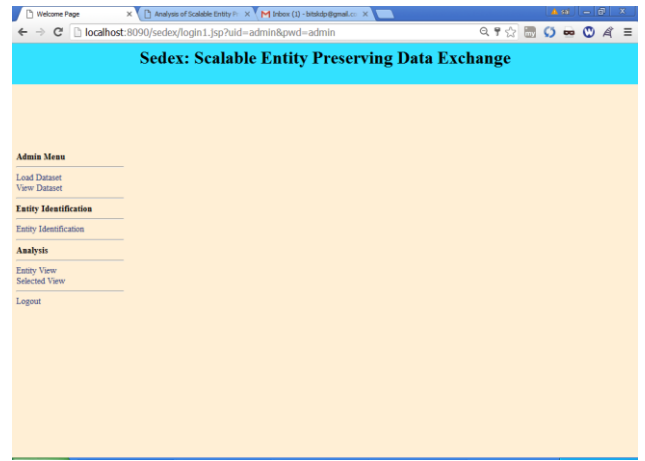 Welcome Page
Analysis of Scalable Entity Pr
Inbox (1) - bitslidp@gmail.co
localhost:8090/sedex/login1.jsp?uid=admin&pwd=admin
Sedex: Scalable Entity Preserving Data Exchange
Admin Menu
Load Dataset
View Dataset
Entity Identification
Entity Identification
Analysis
Entity View
Selected View
Logout